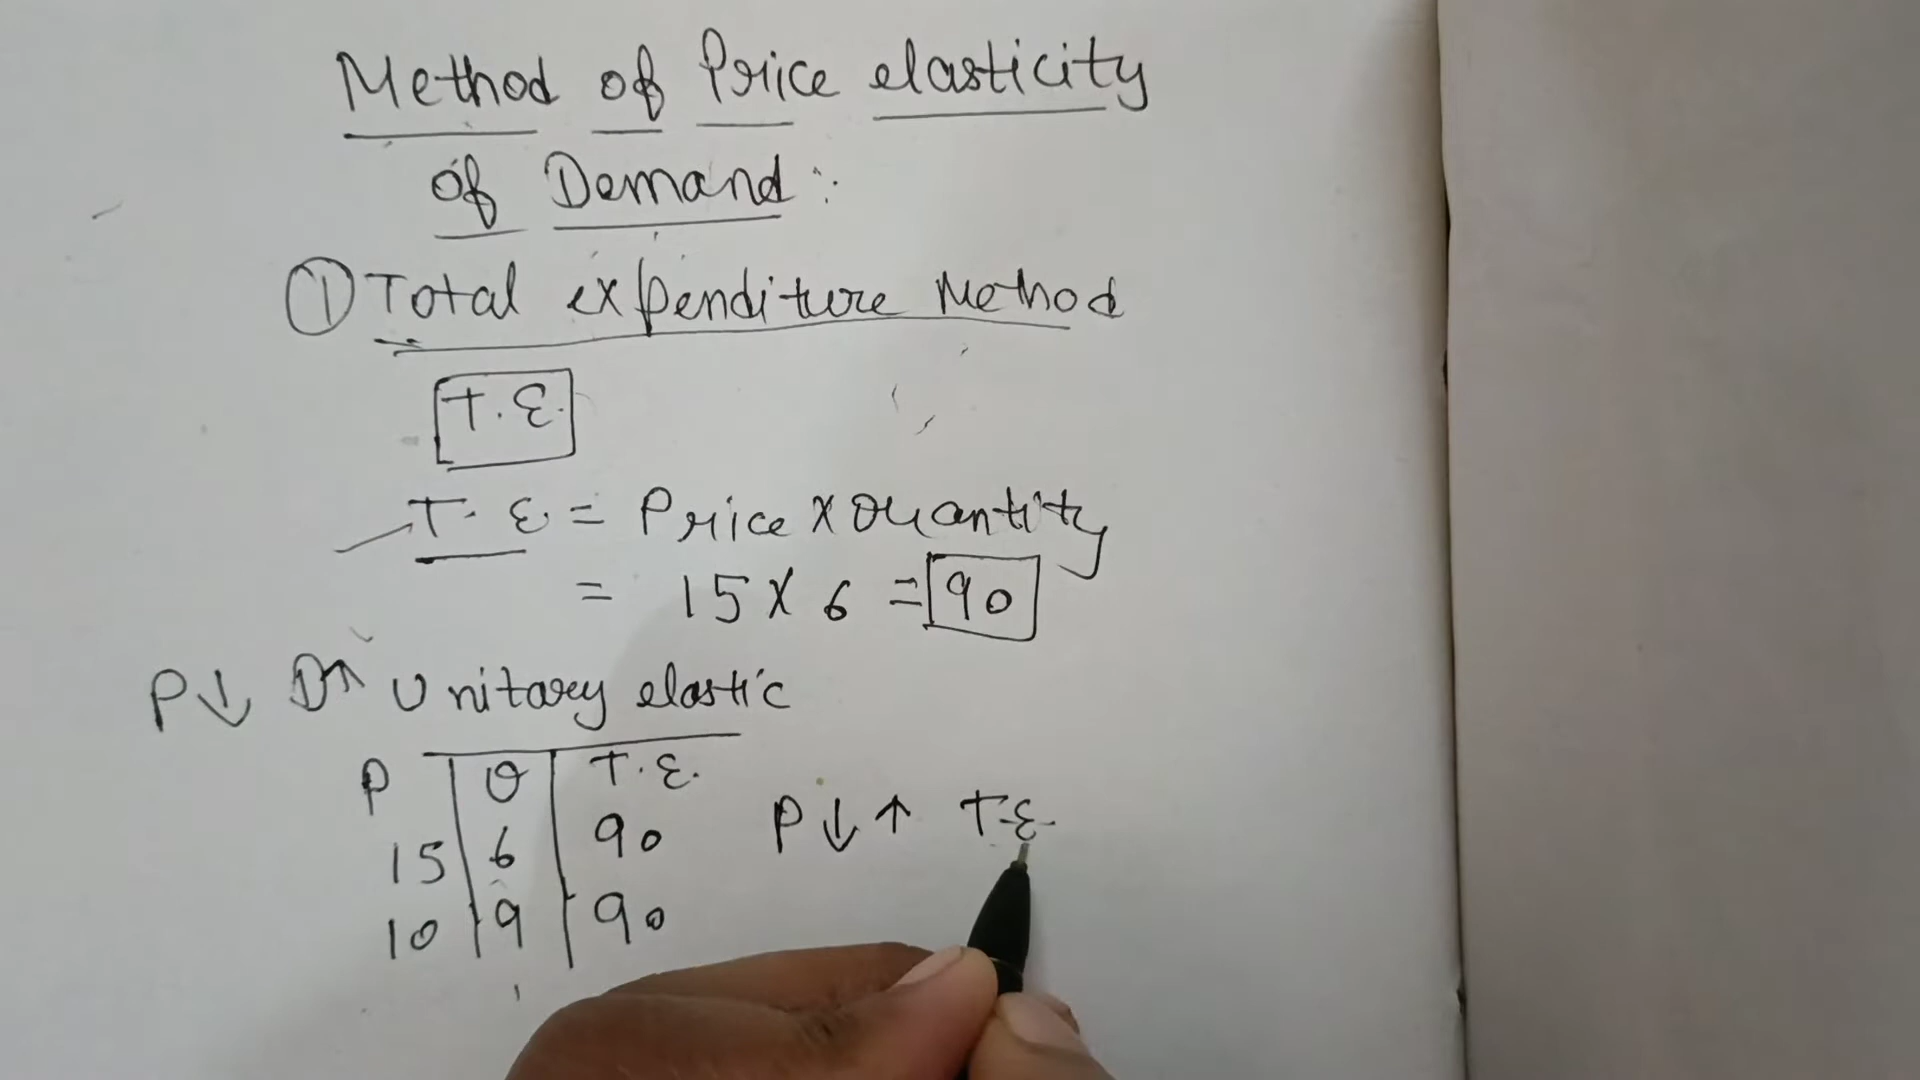 Method of Price elasticity
of Demand :
① Total expenditure Method
T.E.
T.E. = Price × Quantity
= 15 × 6 = 90
P↓ D↑ Unitary elastic
P Q T.E.
15 6 90 P↓↑ T.E.
10 9 90